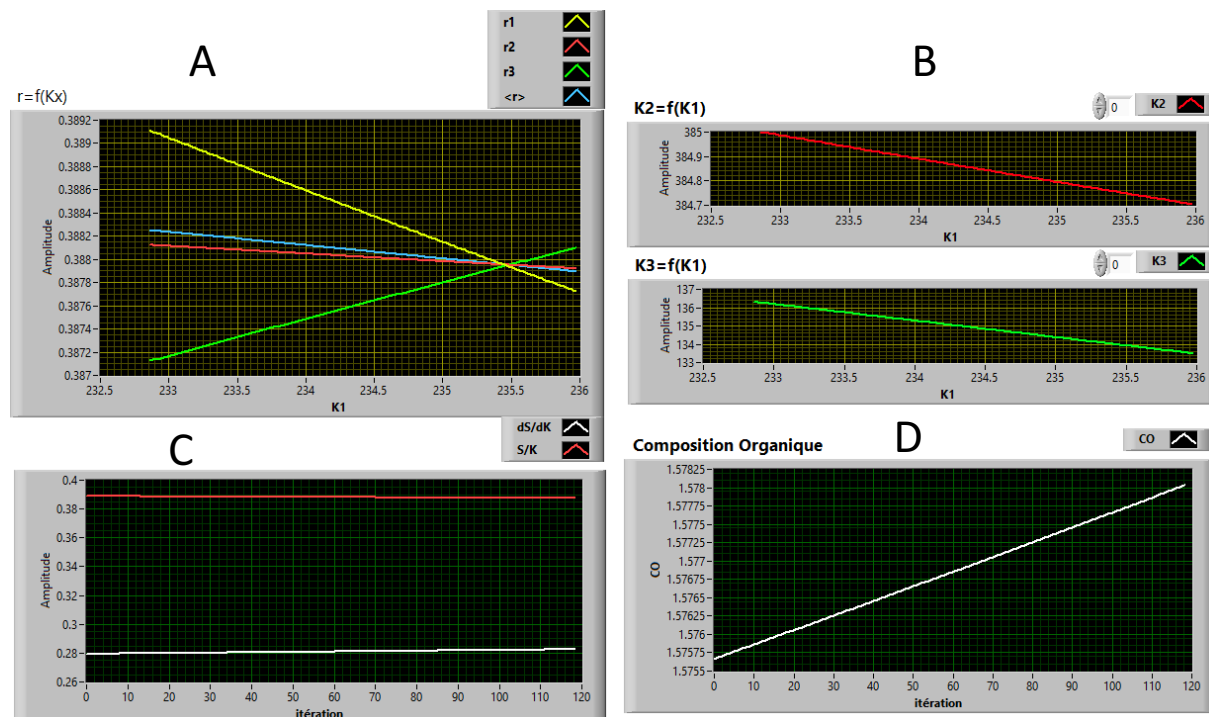 A
r1
r2
r3
<r>
r=f(Kx)
0.3892
0.389
0.3888
0.3886
0.3884
0.3882
0.388
0.3878
0.3876
0.3874
0.3872
0.387
Amplitude
232.5 233 233.5 234 234.5 235 235.5 236
K1
B
K2=f(K1)
0
K2
385
384.9
384.8
384.7
Amplitude
232.5 233 233.5 234 234.5 235 235.5 236
K1
K3=f(K1)
0
K3
137
136
135
134
133
Amplitude
232.5 233 233.5 234 234.5 235 235.5 236
K1
C
dS/dK
S/K
0.4
0.38
0.36
0.34
0.32
0.3
0.28
0.26
Amplitude
0 10 20 30 40 50 60 70 80 90 100 110 120
itération
D
Composition Organique
CO
1.57825
1.578
1.57775
1.5775
1.57725
1.577
1.57675
1.5765
1.57625
1.576
1.57575
1.5755
CO
0 10 20 30 40 50 60 70 80 90 100 110 120
itération